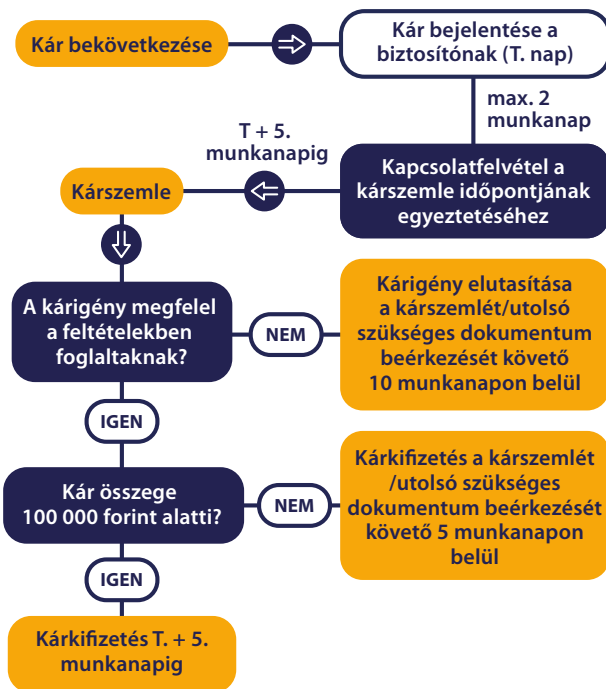 Kár bekövetkezése
Kár bejelentése a
biztosítónak (T. nap)
max. 2
munkanap
Kapcsolatfelvétel a
kárszemle időpontjának
egyeztetéséhez
T + 5.
munkanapig
Kárszemle
A kárigény megfelel
a feltételekben
foglaltaknak?
NEM
Kárigény elutasítása
a kárszemlét/utolsó
szükséges dokumentum
beérkezését követő
10 munkanapon belül
IGEN
Kár összege
100 000 forint alatti?
NEM
Kárkifizetés a kárszemlét
/utolsó szükséges
dokumentum beérkezését
követő 5 munkanapon
belül
IGEN
Kárkifizetés T. + 5.
munkanapig